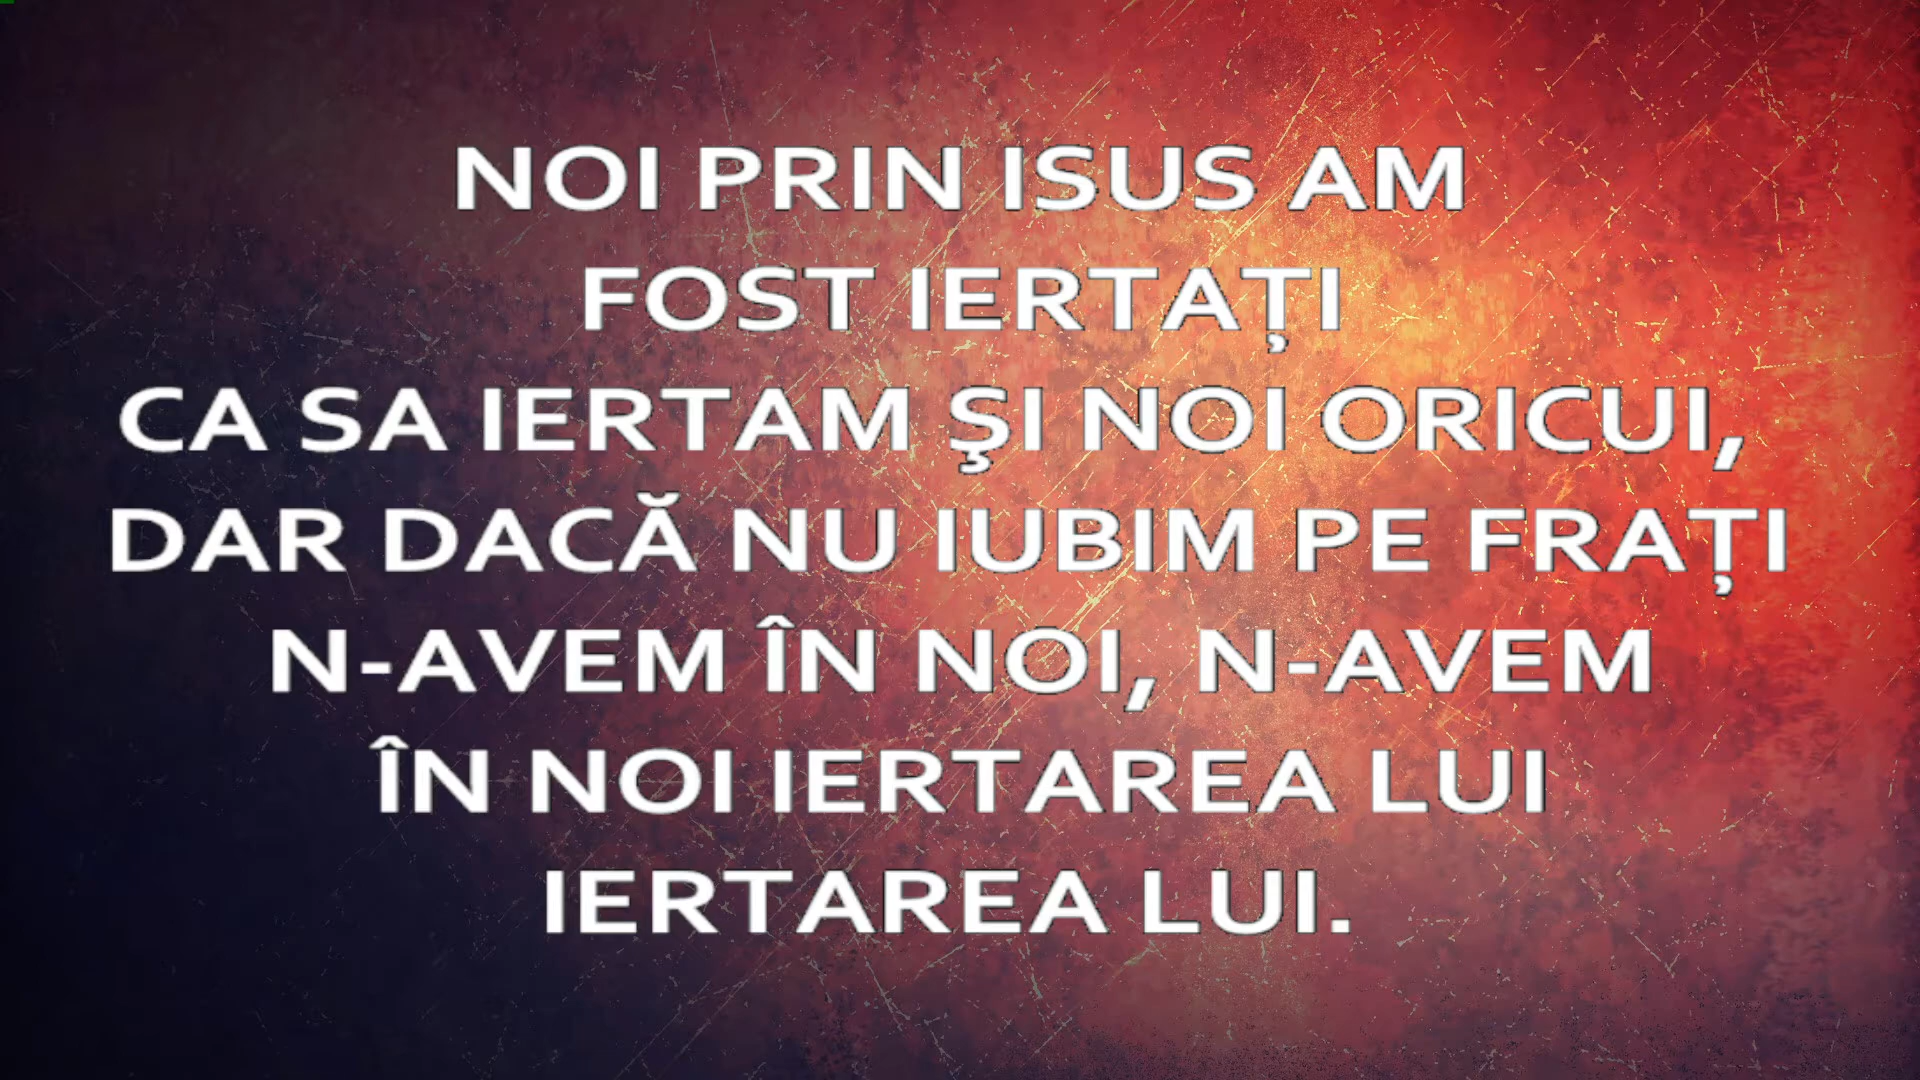 NOI PRIN ISUS AM
FOST IERTAȚI
CA SA IERTAM ŞI NOI ORICUI,
DAR DACĂ NU IUBIM PE FRAȚI
N-AVEM ÎN NOI, N-AVEM
ÎN NOI IERTAREA LUI
IERTAREA LUI.